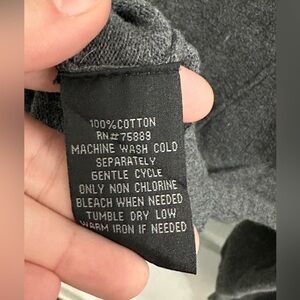 100%COTTON
RN#75889
MACHINE WASH COLD
SEPARATELY
GENTLE CYCLE
ONLY NON CHLORINE
BLEACH WHEN NEEDED
TUMBLE DRY LOW
WARM IRON IF NEEDED